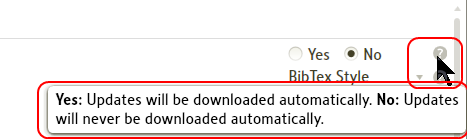 Yes No ?
BibTex Style
Yes: Updates will be downloaded automatically. No: Updates
will never be downloaded automatically.